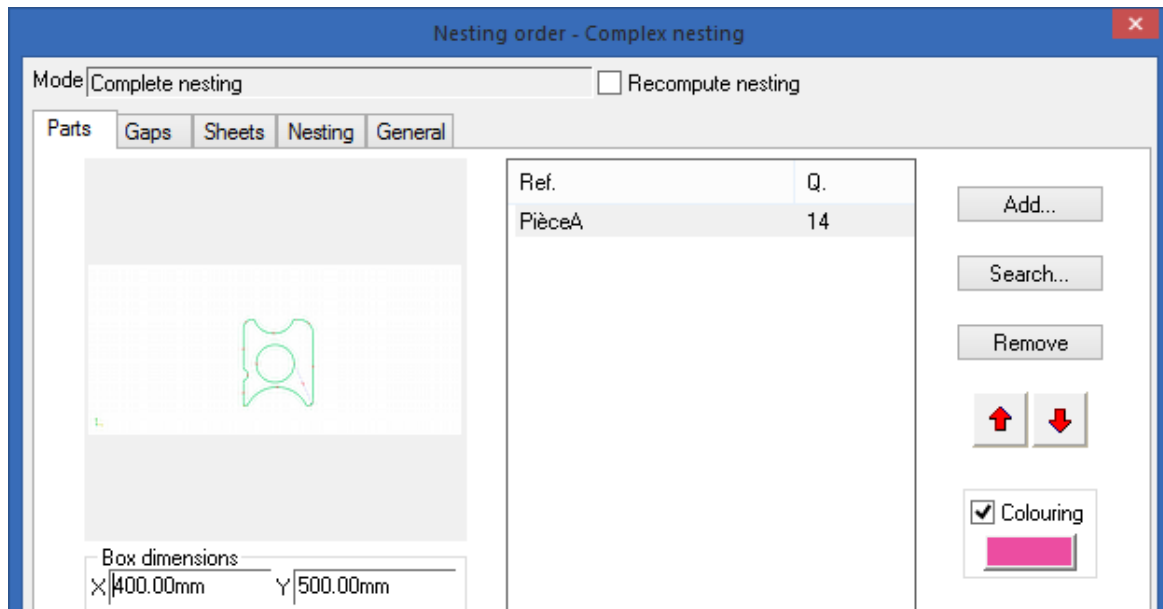 Nesting order - Complex nesting
Mode Complete nesting Recompute nesting
Parts Gaps Sheets Nesting General
Ref. Q.
PièceA 14
Add...
Search...
Remove
Colouring
Box dimensions
X 400.00mm Y 500.00mm